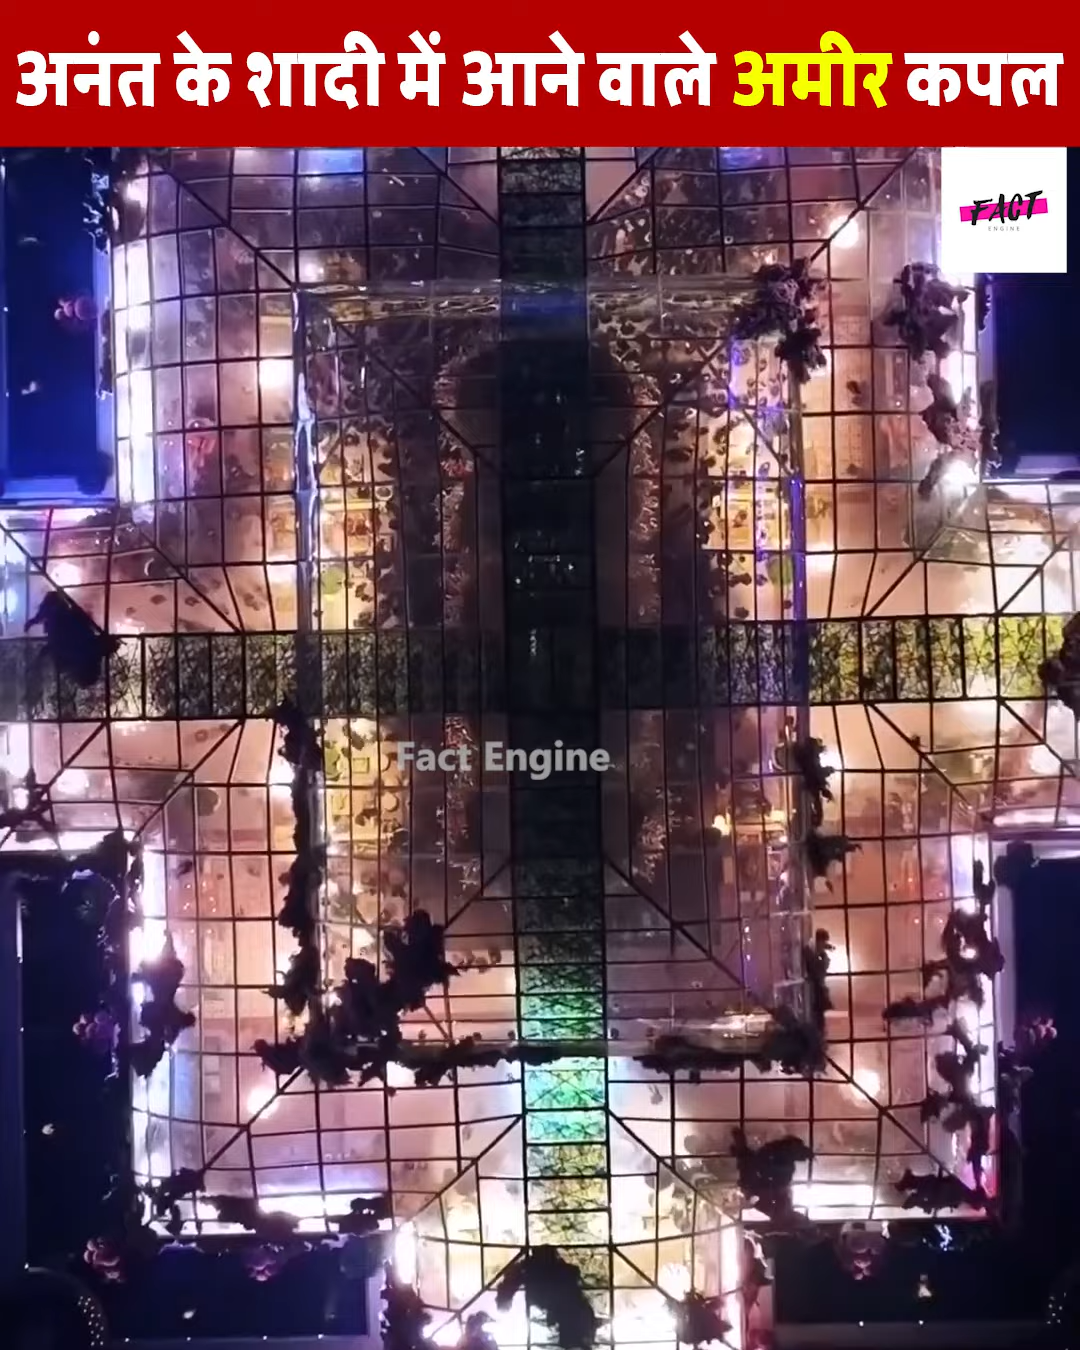 अनंत के शादी में आने वाले अमीर कपल
FACT
ENGINE
Fact Engine